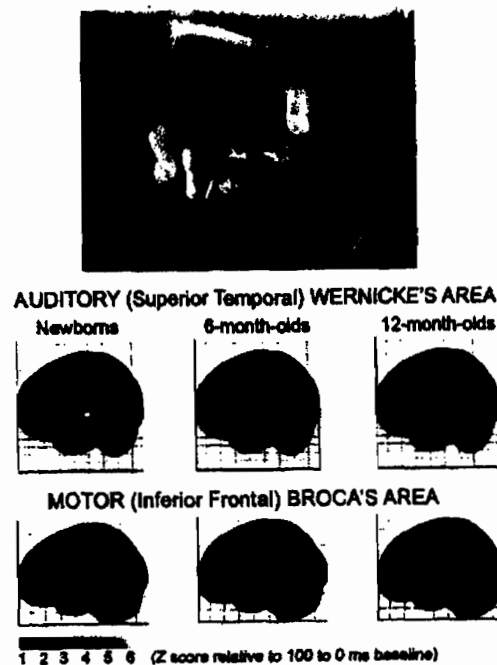 AUDITORY (Superior Temporal) WERNICKE'S AREA
Newborns 6-month-olds 12-month-olds
MOTOR (Inferior Frontal) BROCA'S AREA
1 2 3 4 5 6 (Z score relative to 100 to 0 ms baseline)